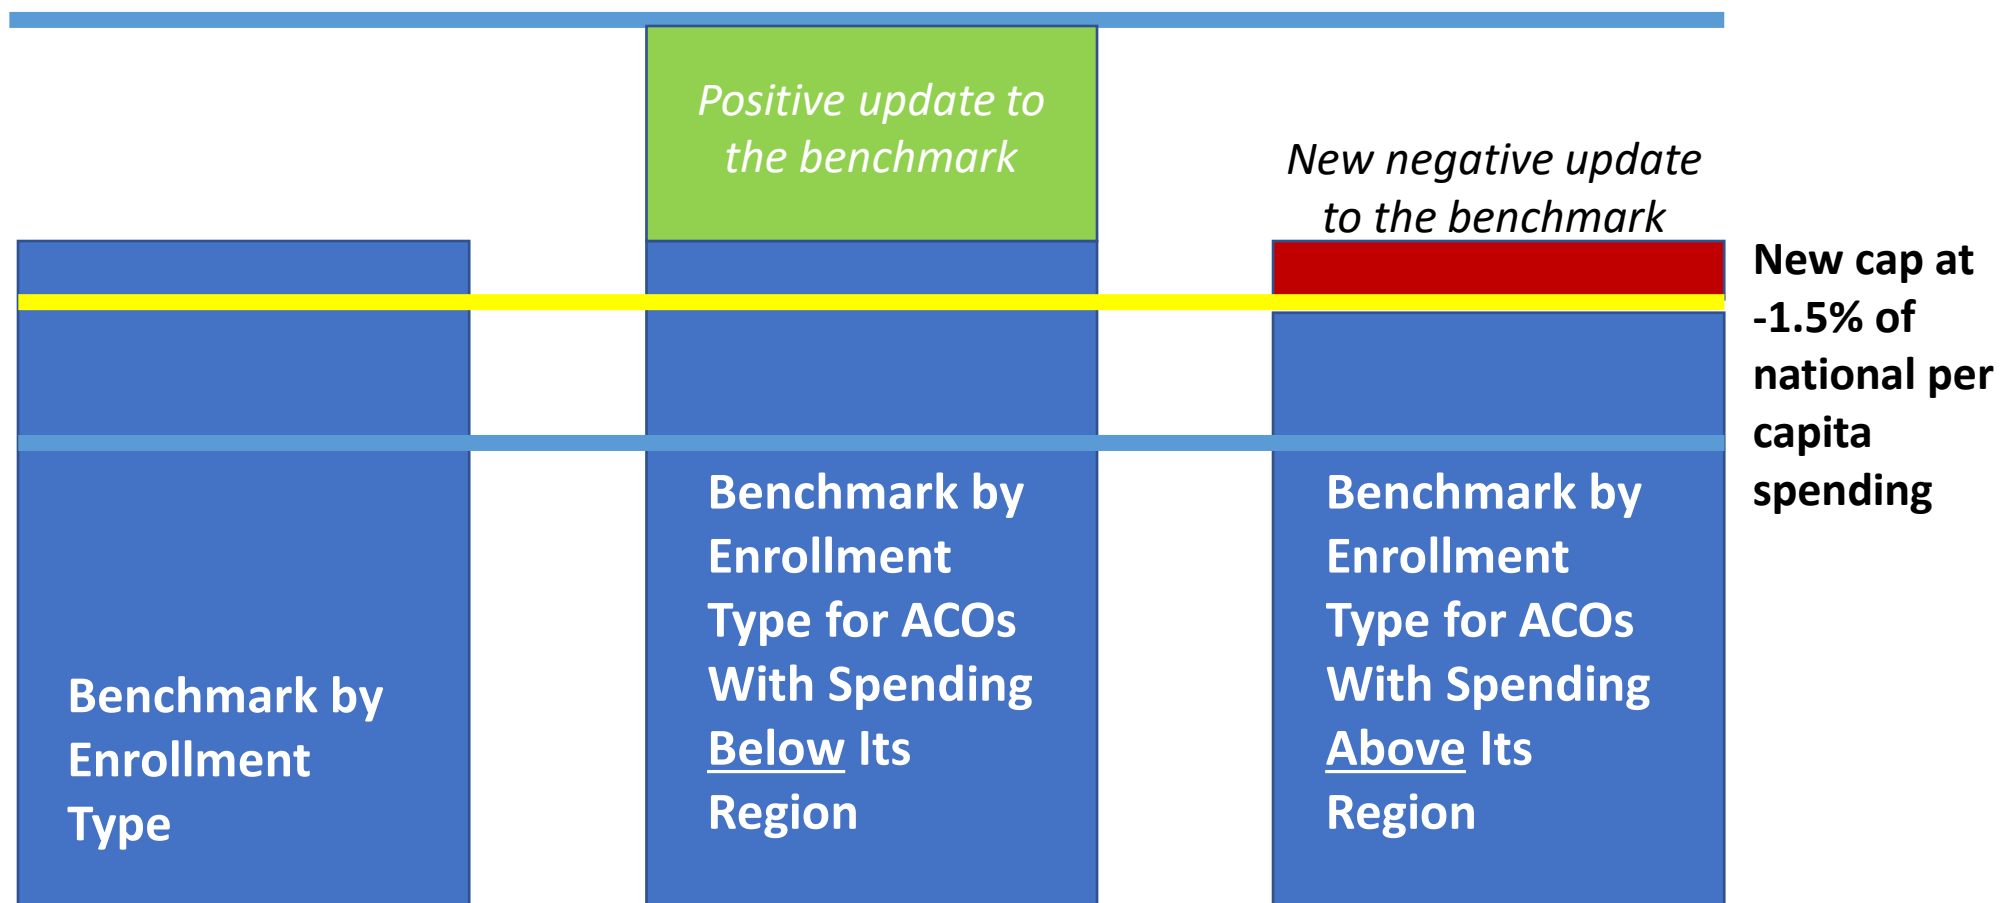 Positive update to
the benchmark
New negative update
to the benchmark
New cap at
-1.5% of
national per
capita
spending
Benchmark by
Enrollment
Type
Benchmark by
Enrollment
Type for ACOs
With Spending
Below Its
Region
Benchmark by
Enrollment
Type for ACOs
With Spending
Above Its
Region